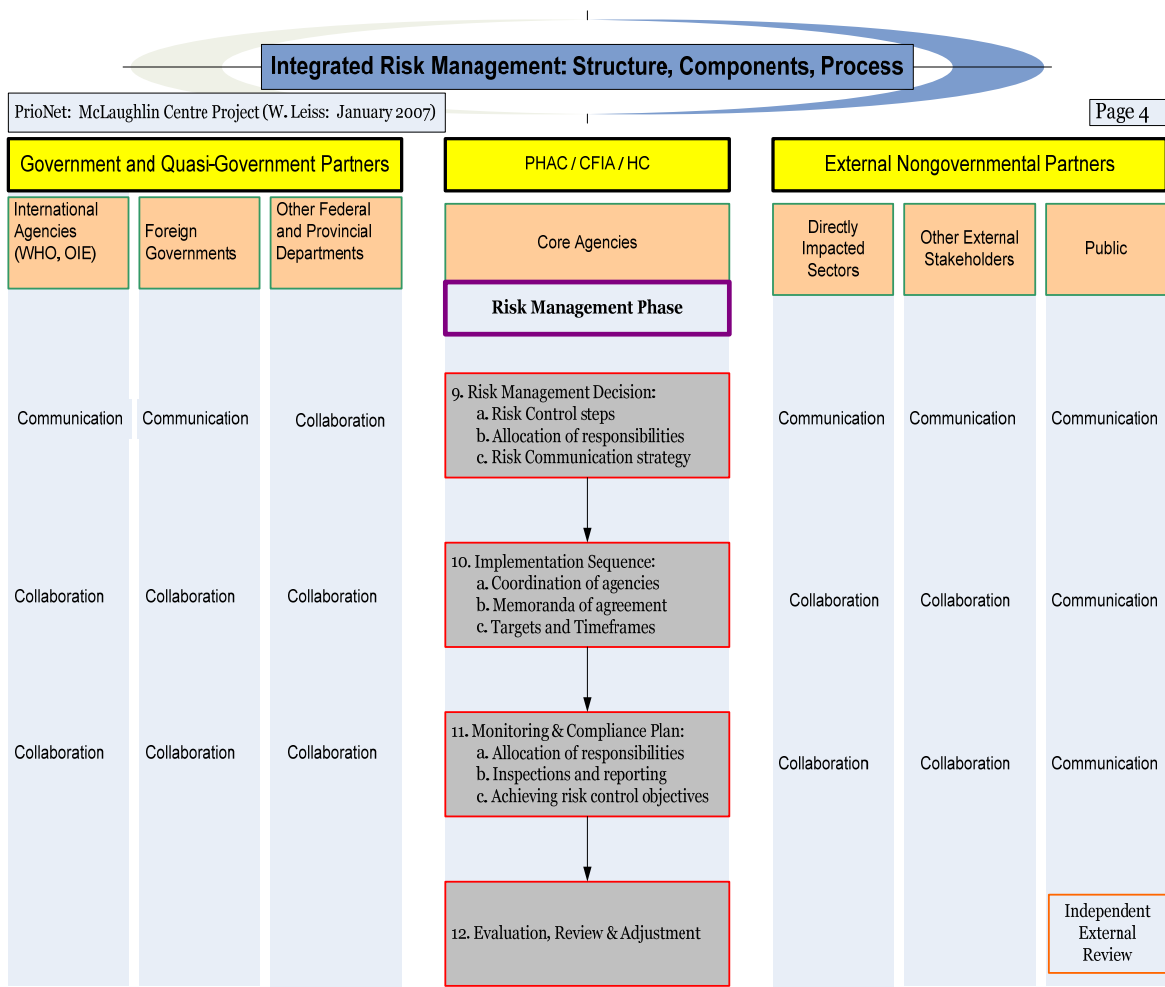 Integrated Risk Management: Structure, Components, Process
PrioNet: McLaughlin Centre Project (W. Leiss: January 2007)
Page 4
Government and Quasi-Government Partners
PHAC / CFIA / HC
External Nongovernmental Partners
International
Agencies
(WHO, OIE)
Foreign
Governments
Other Federal
and Provincial
Departments
Core Agencies
Directly
Impacted
Sectors
Other External
Stakeholders
Public
Risk Management Phase
Communication
Communication
Collaboration
9. Risk Management Decision:
a. Risk Control steps
b. Allocation of responsibilities
c. Risk Communication strategy
Communication
Communication
Communication
Collaboration
Collaboration
Collaboration
10. Implementation Sequence:
a. Coordination of agencies
b. Memoranda of agreement
c. Targets and Timeframes
Collaboration
Collaboration
Communication
Collaboration
Collaboration
Collaboration
11. Monitoring & Compliance Plan:
a. Allocation of responsibilities
b. Inspections and reporting
c. Achieving risk control objectives
Collaboration
Collaboration
Communication
12. Evaluation, Review & Adjustment
Independent
External
Review